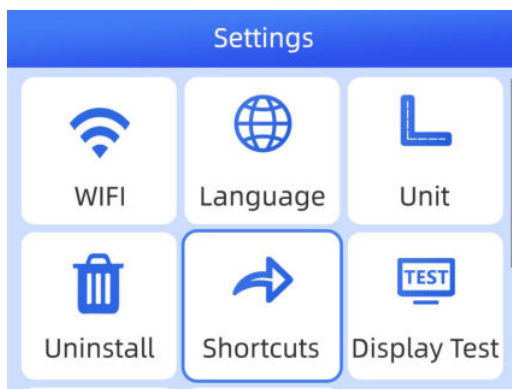 Settings
WIFI Language Unit
TEST
Uninstall Shortcuts Display Test